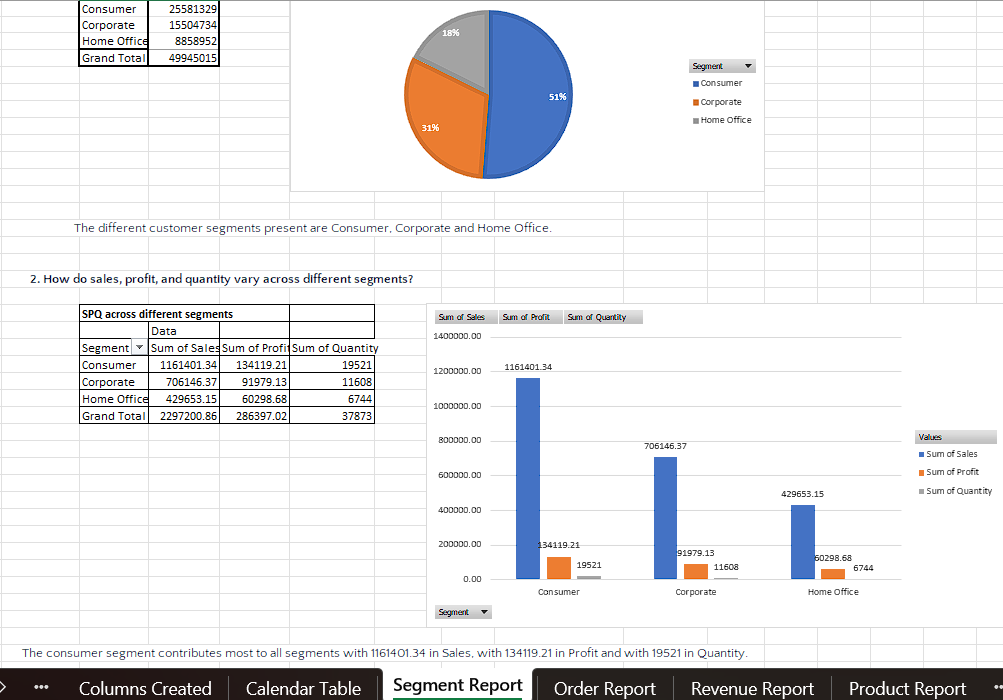 Consumer 25581329
Corporate 15504734
Home Office 8858952
Grand Total 49945015
18%
51%
31%
Segment
Consumer
Corporate
Home Office
The different customer segments present are Consumer, Corporate and Home Office.
2. How do sales, profit, and quantity vary across different segments?
SPQ across different segments
Data
Segment Sum of Sales Sum of Profit Sum of Quantity
Consumer 1161401.34 134119.21 19521
Corporate 706146.37 91979.13 11608
Home Office 429653.15 60298.68 6744
Grand Total 2297200.86 286397.02 37873
Sum of Sales Sum of Profit Sum of Quantity
1400000.00
1200000.00
1000000.00
800000.00
600000.00
400000.00
200000.00
0.00
1161401.34
134119.21
19521
706146.37
91979.13
11608
429653.15
60298.68
6744
Consumer Corporate Home Office
Segment
Values
Sum of Sales
Sum of Profit
Sum of Quantity
The consumer segment contributes most to all segments with 1161401.34 in Sales, with 134119.21 in Profit and with 19521 in Quantity.
Columns Created Calendar Table Segment Report Order Report Revenue Report Product Report